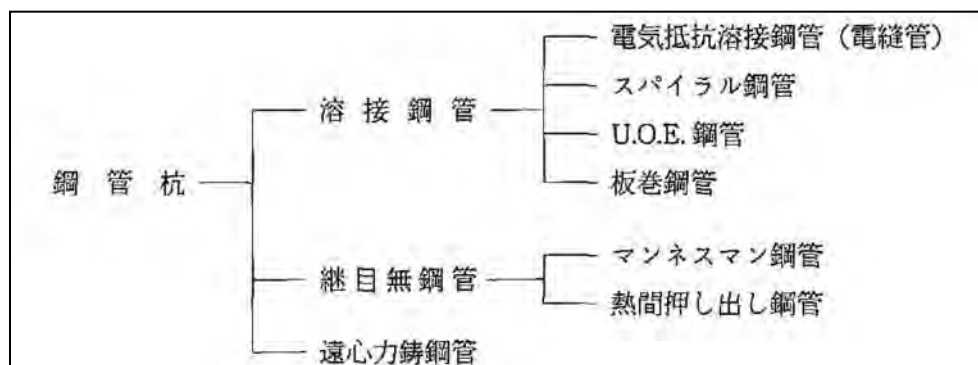 電気抵抗溶接鋼管（電縫管）
溶接鋼管
スパイラル鋼管
U.O.E. 鋼管
鋼管杭
板巻鋼管
マンネスマン鋼管
継目無鋼管
熱間押し出し鋼管
遠心力鋳鋼管